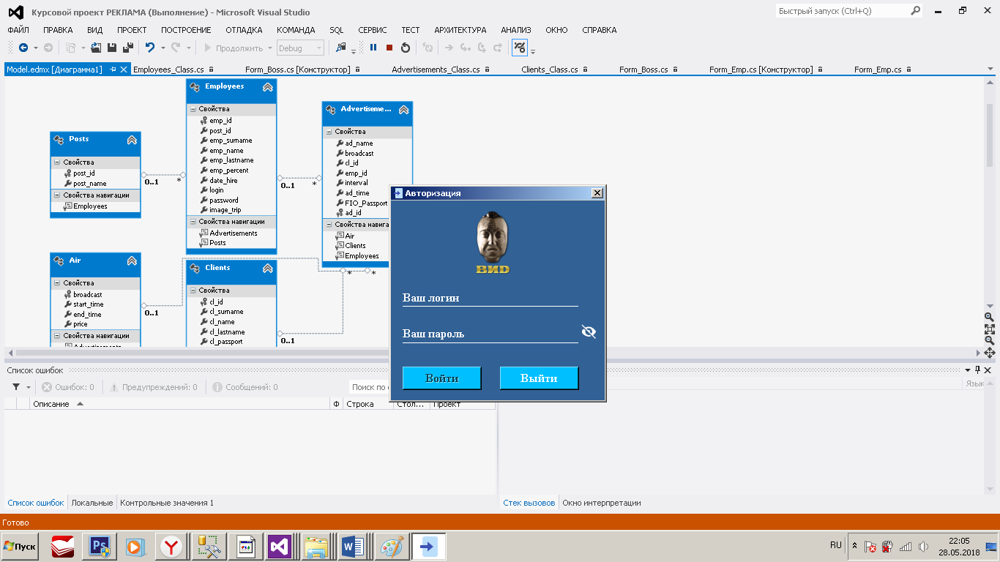 Курсовой проект РЕКЛАМА (Выполнение) - Microsoft Visual Studio
Быстрый запуск (Ctrl+Q)
ФАЙЛ ПРАВКА ВИД ПРОЕКТ ПОСТРОЕНИЕ ОТЛАДКА КОМАНДА SQL СЕРВИС ТЕСТ АРХИТЕКТУРА АНАЛИЗ ОКНО СПРАВКА
Продолжить Debug
Model.edmx [Диаграмма1] Employees_Class.cs Form_Boss.cs [Конструктор] Advertisements_Class.cs Clients_Class.cs Form_Boss.cs Form_Emp.cs [Конструктор] Form_Emp.cs
Posts
Свойства
post_id
post_name
Свойства навигации
Employees
0..1
*
Employees
Свойства
emp_id
post_id
emp_surname
emp_name
emp_lastname
emp_percent
date_hire
login
password
image_trip
Свойства навигации
Advertisements
Posts
0..1
*
Advertiseme...
Свойства
ad_name
broadcast
cl_id
emp_id
interval
ad_time
FIO_Passport
ad_id
Свойства навига
Air
Clients
Employees
* *
Air
Свойства
broadcast
start_time
end_time
price
Свойства навигации
0..1
Clients
Свойства
cl_id
cl_surname
cl_name
cl_lastname
cl_passport
0..1
Авторизация
ВИD
Ваш логин
Ваш пароль
Войти Выйти
Список ошибок
Ошибок: 0 Предупреждений: 0 Сообщений: 0 Поиск по
Описание Ф Строка Стол... Проект
Язык
Список ошибок Локальные Контрольные значения 1
Стек вызовов Окно интерпретации
Готово
Пуск
RU
22:05
28.05.2018